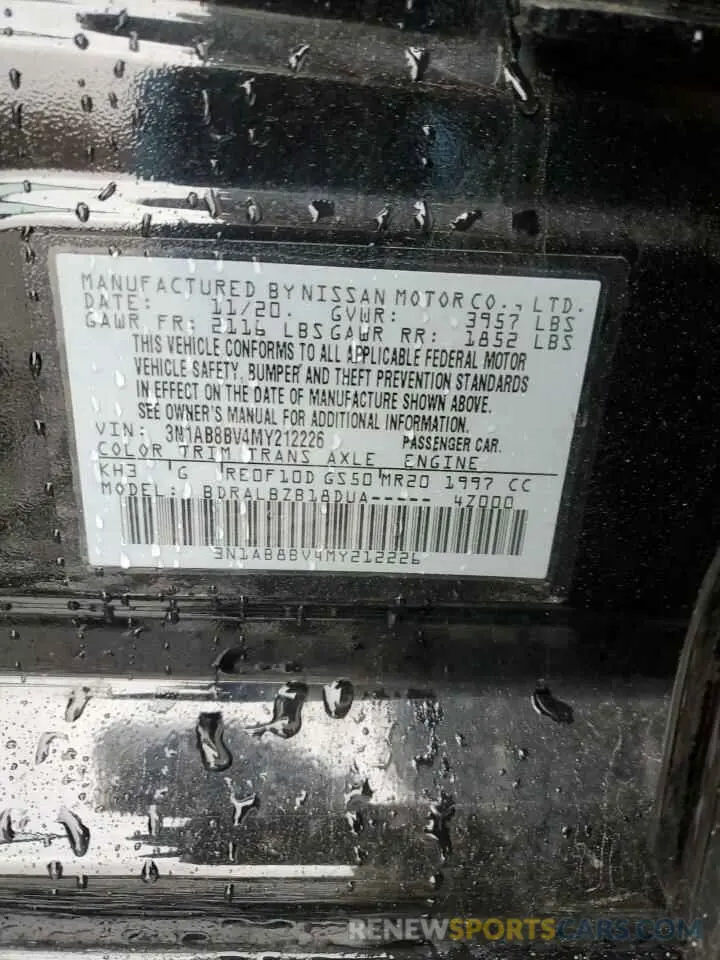 MANUFACTURED BY NISSAN MOTOR CO., LTD.
DATE: 11/20. GVWR: 3957 LBS
GAWR FR: 2116 LBS GAWR RR: 1852 LBS
THIS VEHICLE CONFORMS TO ALL APPLICABLE FEDERAL MOTOR
VEHICLE SAFETY, BUMPER AND THEFT PREVENTION STANDARDS
IN EFFECT ON THE DATE OF MANUFACTURE SHOWN ABOVE.
SEE OWNER'S MANUAL FOR ADDITIONAL INFORMATION.
VIN: 3N1AB8BV4MY212226 PASSENGER CAR.
COLOR TRIM TRANS AXLE ENGINE
KH3 G RE0F10D GS50 MR20 1997 CC
MODEL: BDRALBZB18DUA----- 4Z000
3N1AB8BV4MY212226
RENEWSPORTSCARS.COM